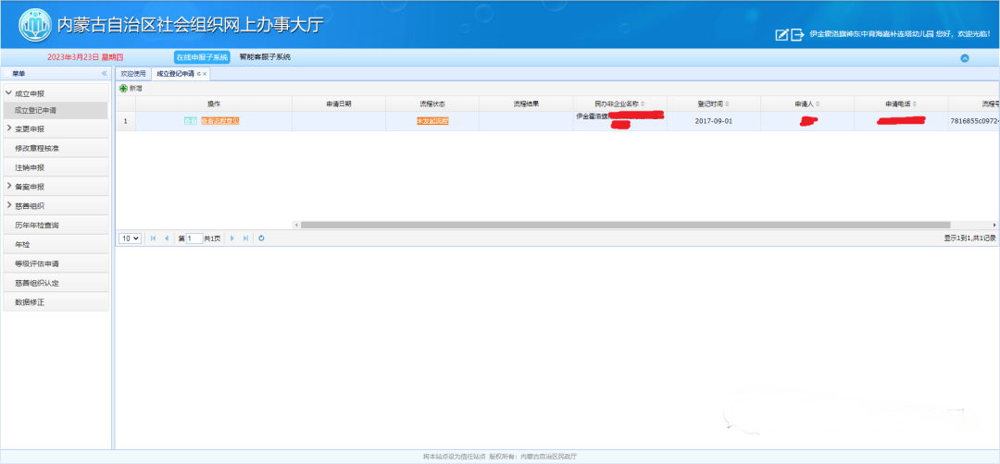 内蒙古自治区社会组织网上办事大厅
伊金霍洛旗神东中育海嘉补连塔幼儿园 您好，欢迎光临！
2023年3月23日 星期四
在线申报子系统
智能客服子系统
菜单
欢迎使用
成立登记申请
新增
成立申报
成立登记申请
变更申报
修改章程核准
注销申报
备案申报
慈善组织
历年年检查询
年检
等级评估申请
慈善组织认定
数据修正
操作 申请日期 流程状态 流程结果 民办非企业名称 登记时间 申请人 申请电话 流程号
1 查看 查看流程意见 未发起流程 伊金霍洛旗 2017-09-01 7816855c0972
10 第 1 共1页
显示1到1,共1记录
将本站点设为信任站点 版权所有：内蒙古自治区民政厅